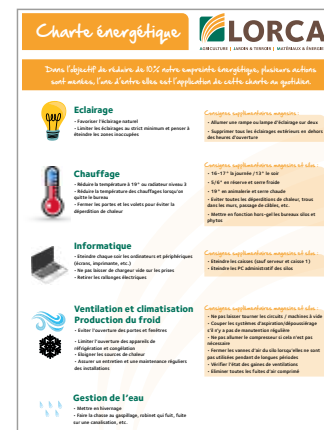 Charte énergétique
LORCA
AGRICULTURE | JARDIN & TERROIR | MATÉRIAUX & ÉNERGIES
Dans l'objectif de réduire de 10% notre empreinte énergétique, plusieurs actions
sont menées, l'une d'entre elles est l'application de cette charte au quotidien.
Eclairage
- Favoriser l'éclairage naturel
- Limiter les éclairages au strict minimum et penser à
éteindre les zones inoccupées
Consignes supplémentaires magasins :
- Allumer une rampe ou lampe d'éclairage sur deux
- Supprimer tous les éclairages extérieurs en dehors
des heures d'ouverture
Chauffage
- Réduire la température à 19° ou radiateur niveau 3
- Réduire la température des chauffages lorsqu'on
quitte le bureau
- Fermer les portes et les volets pour éviter la
déperdition de chaleur
Consignes supplémentaires magasins et silos :
- 16-17° la journée /13° le soir
- 5/6° en réserve et serre froide
- 19° en animalerie et serre chaude
- Eviter toutes les déperditions de chaleur, trous
dans les murs, passage de câbles, etc.
- Mettre en fonction hors-gel les bureaux silos et
phytos
Informatique
- Eteindre chaque soir les ordinateurs et périphériques
(écrans, imprimante, etc.)
- Ne pas laisser de chargeur vide sur les prises
- Retirer les rallonges électriques
Consignes supplémentaires magasins et silos :
- Eteindre les caisses (sauf serveur et caisse 1)
- Eteindre les PC administratif des silos
Ventilation et climatisation
Production du froid
- Eviter l'ouverture des portes et fenêtres
- Limiter l'ouverture des appareils de
réfrigération et congélation
- Eloigner les sources de chaleur
- Assurer un entretien et une maintenance réguliers
des installations
Consignes supplémentaires magasins et silos :
- Ne pas laisser tourner les circuits / machines à vide
- Couper les systèmes d'aspiration/dépoussiérage
s'il n'y a pas de manutention régulière
- Ne pas allumer le compresseur si cela n'est pas
nécessaire
- Fermer les vannes d'air du silo lorsqu'elles ne sont
pas utilisées pendant de longues périodes
- Vérifier l'état des gaines de ventilations
- Eliminer toutes les fuites d'air comprimé
Gestion de l'eau
- Mettre en hivernage
- Faire la chasse au gaspillage, robinet qui fuit, fuite
sur une canalisation, etc.